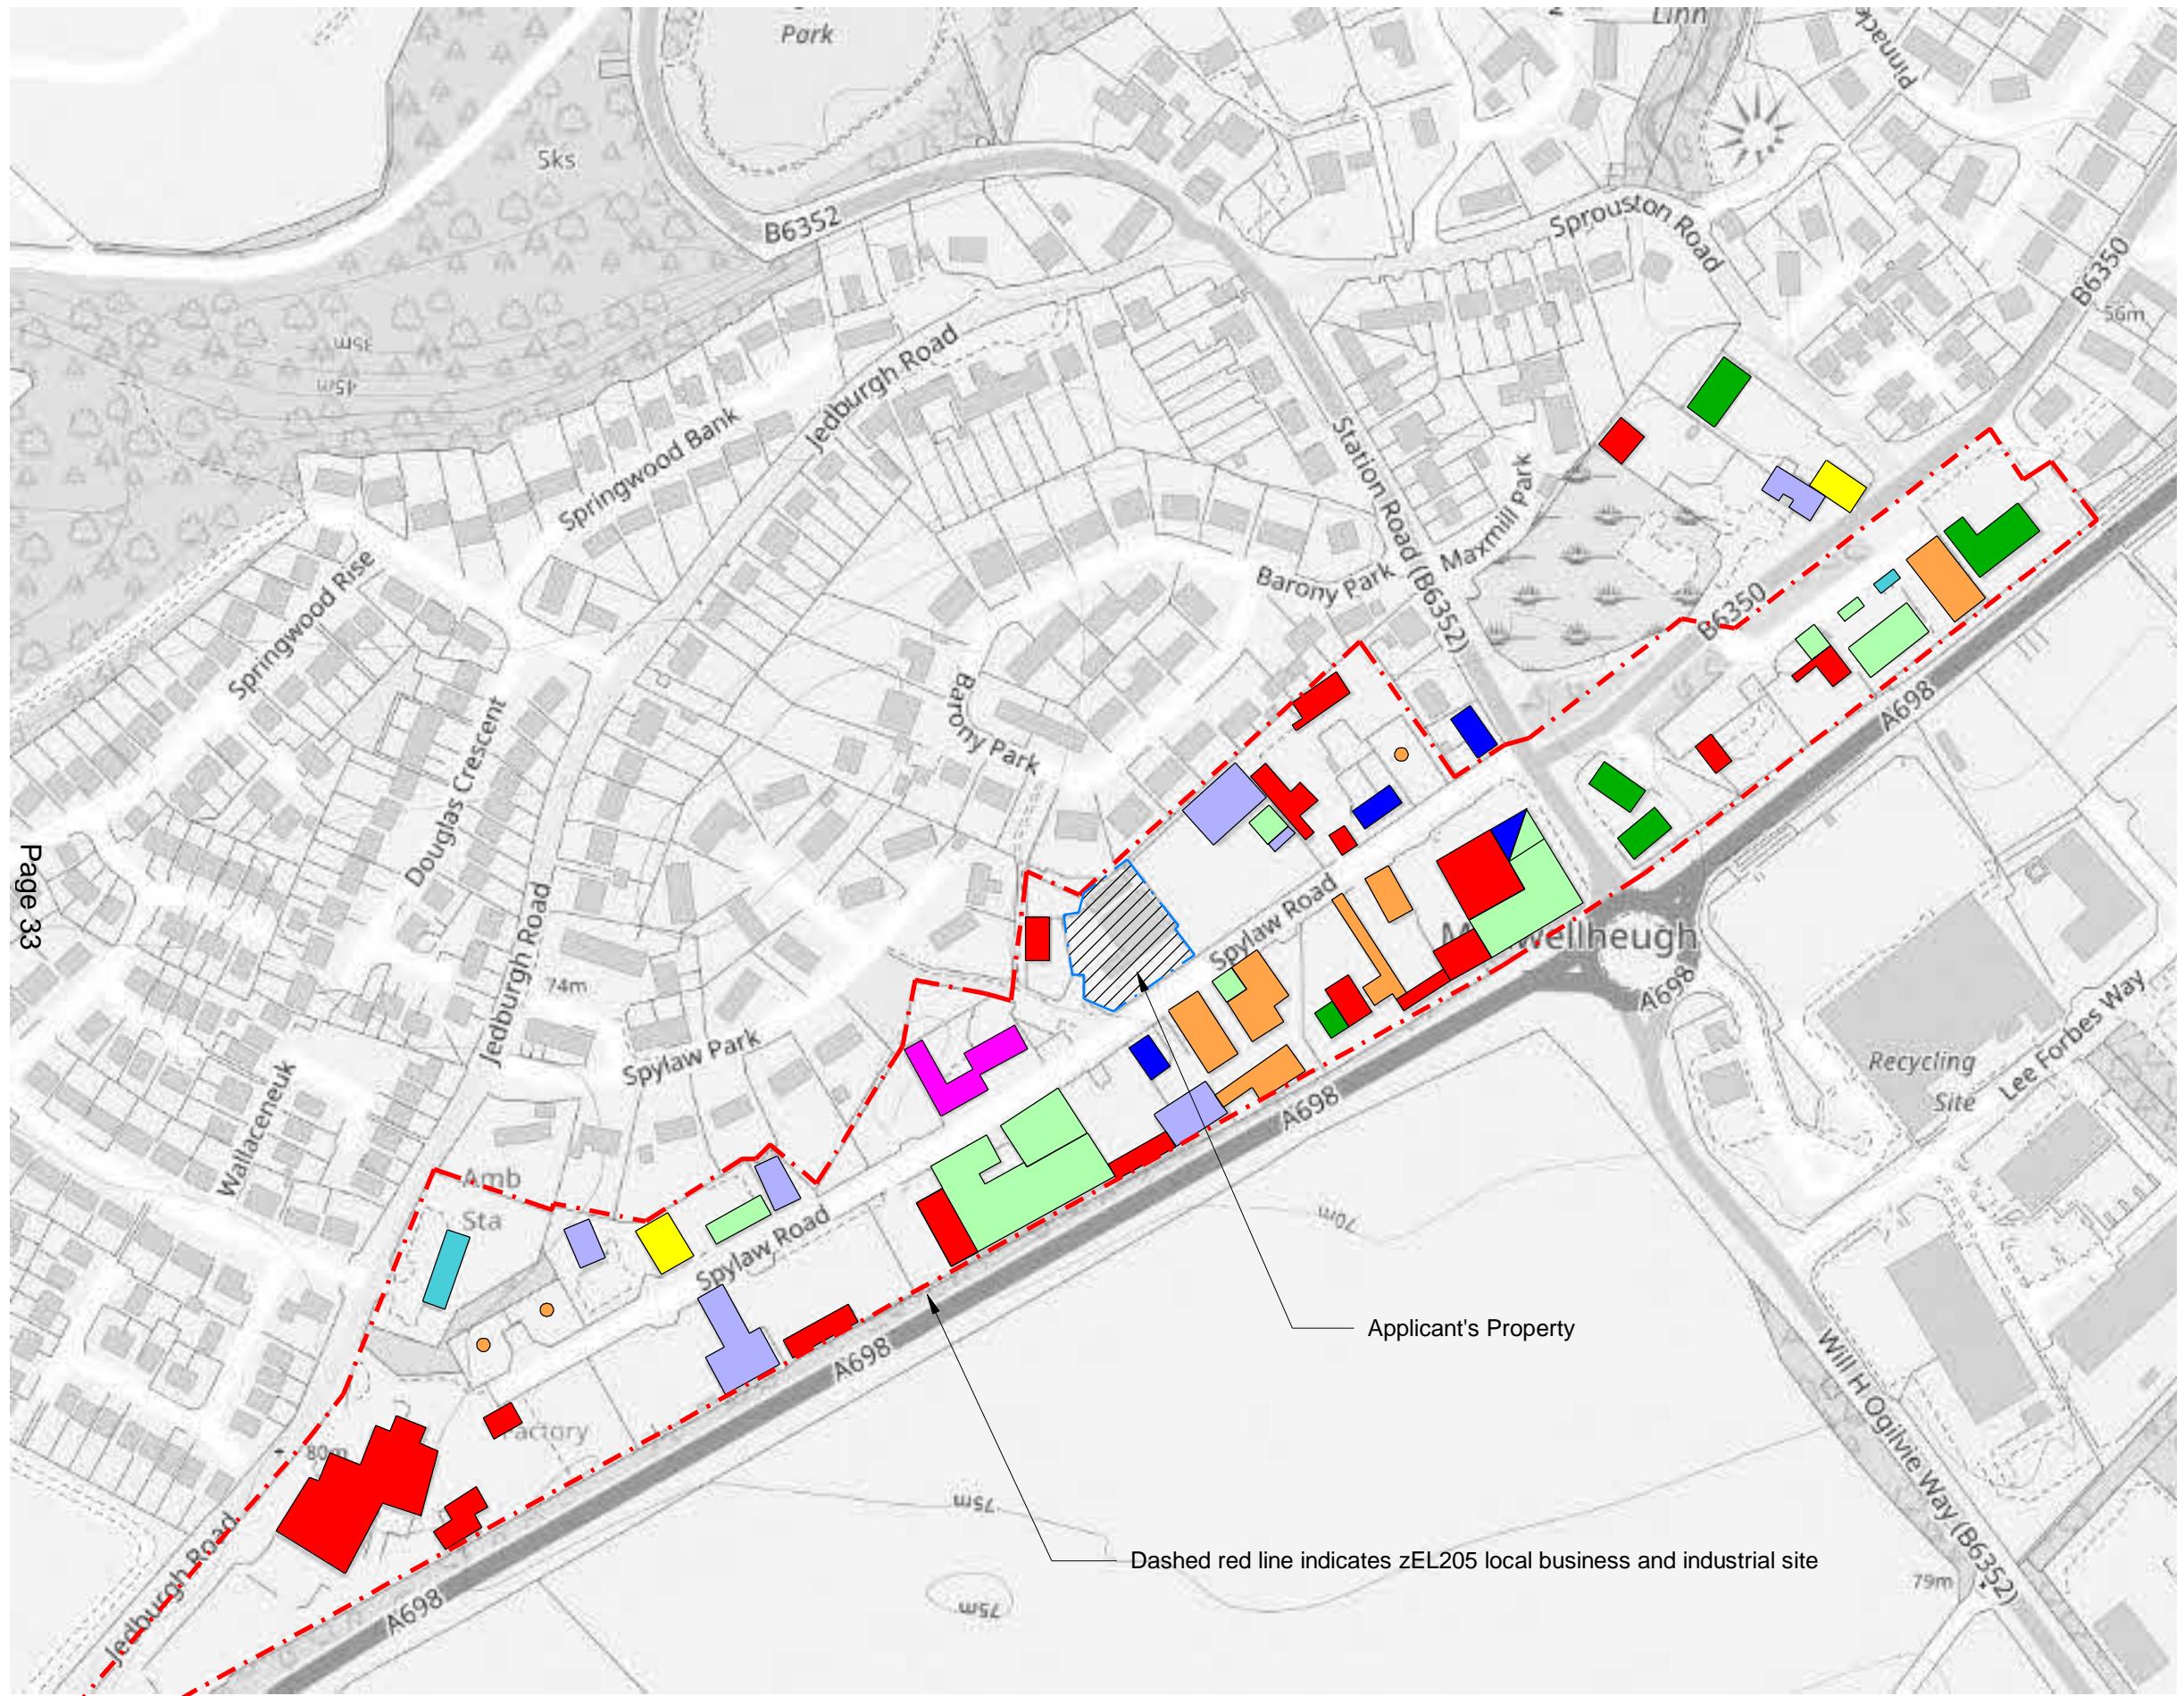 Park
Linn
Pinnack
Sks
B6352
Sprouston Road
B6350
56m
35m
45m
Jedburgh Road
Springwood Bank
Station Road (B6352)
Maxmill Park
Springwood Rise
Barony Park
B6350
Barony Park
A698
Douglas Crescent
Page 33
Jedburgh Road
Spylaw Road
Maxwellheugh
A698
74m
Spylaw Park
Recycling
Site
Lee Forbes Way
Wallaceneuk
A698
Amb
Sta
70m
Spylaw Road
Applicant's Property
A698
Will H Ogilvie Way (B6352)
Factory
80m
75m
Jedburgh Road
Dashed red line indicates zEL205 local business and industrial site
79m
75m
A698